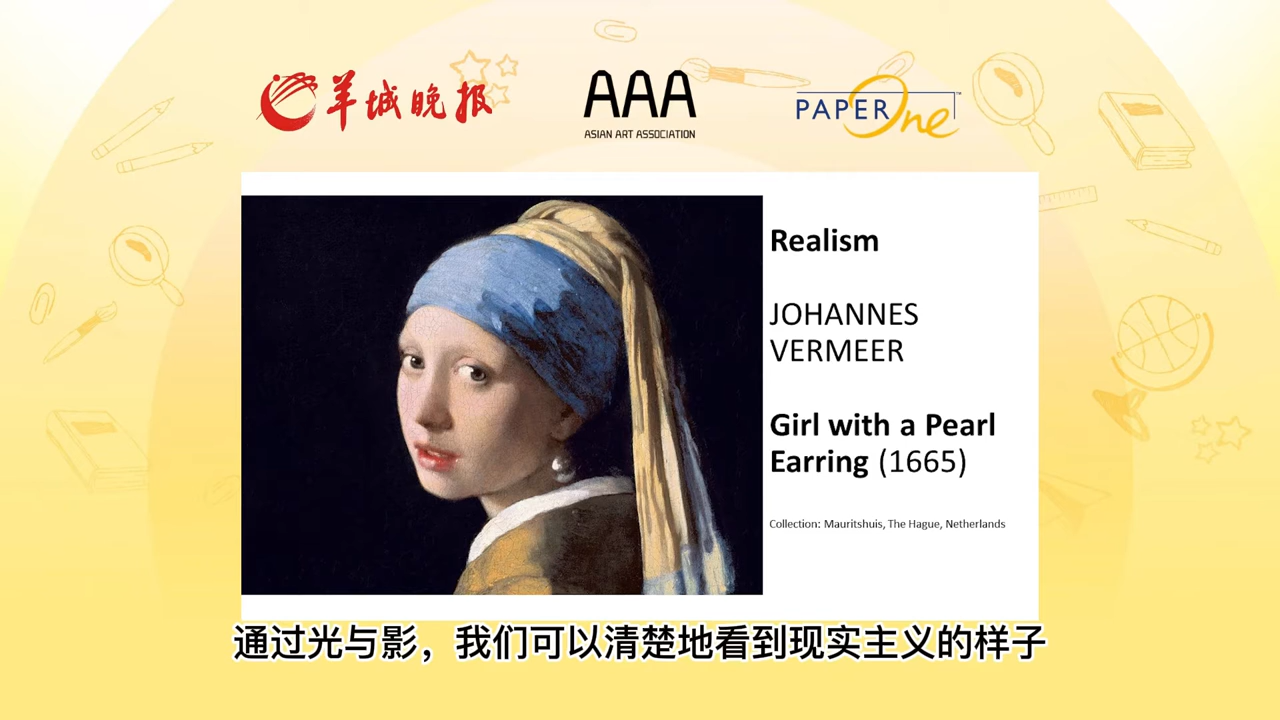 羊城晚报
AAA
ASIAN ART ASSOCIATION
PAPER One™
Realism
JOHANNES
VERMEER
Girl with a Pearl
Earring (1665)
Collection: Mauritshuis, The Hague, Netherlands
通过光与影，我们可以清楚地看到现实主义的样子